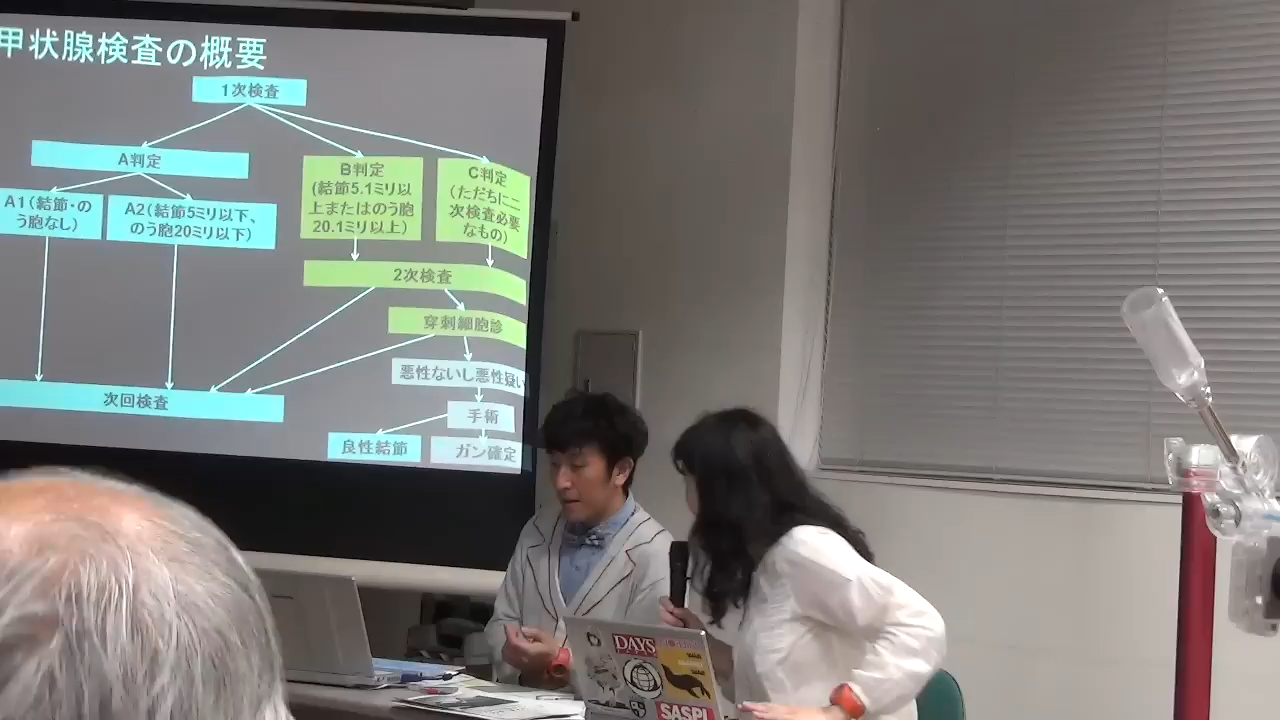 甲状腺検査の概要
1次検査
A判定
B判定
(結節5.1ミリ以
上またはのう胞
20.1ミリ以上)
C判定
(ただちに二
次検査必要
なもの)
A1(結節・の
う胞なし)
A2(結節5ミリ以下、
のう胞20ミリ以下)
2次検査
穿刺細胞診
悪性ないし悪性疑い
次回検査
手術
良性結節
ガン確定
DAYS
SASPL